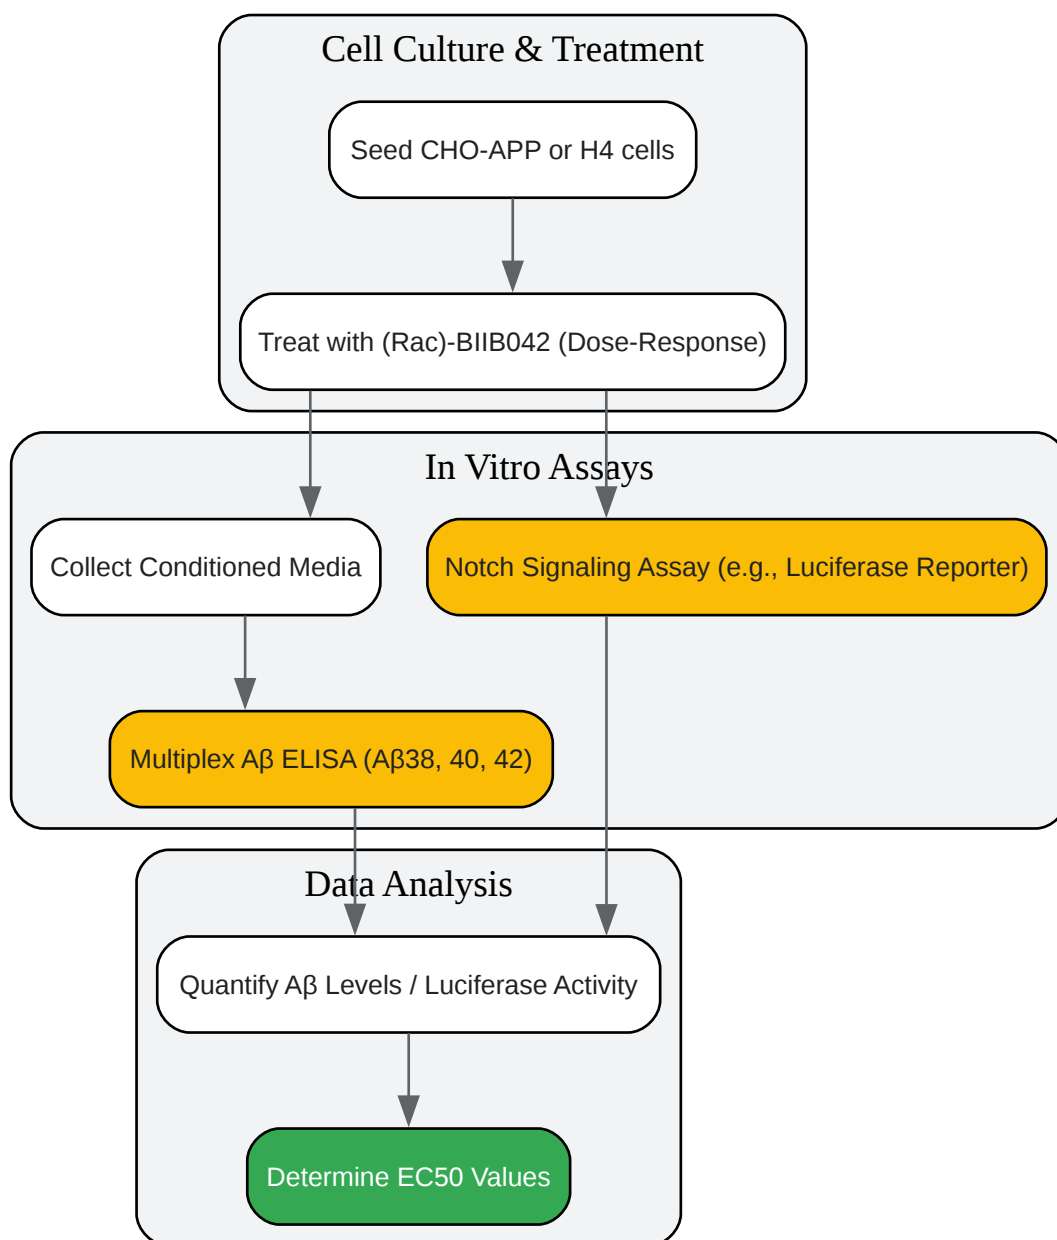 Cell Culture & Treatment
Seed CHO-APP or H4 cells
Treat with (Rac)-BIIB042 (Dose-Response)
In Vitro Assays
Collect Conditioned Media
Notch Signaling Assay (e.g., Luciferase Reporter)
Multiplex Aβ ELISA (Aβ38, 40, 42)
Data Analysis
Quantify Aβ Levels / Luciferase Activity
Determine EC50 Values